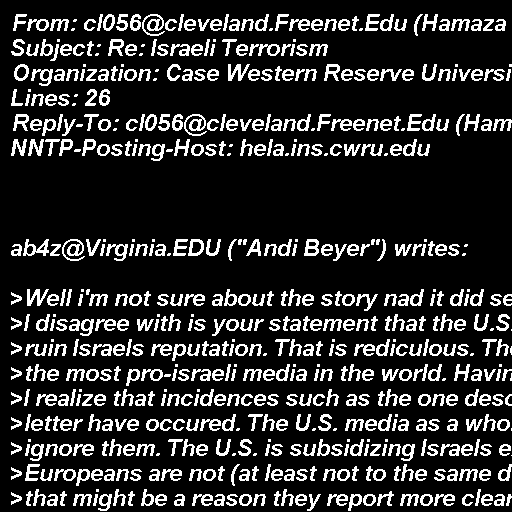 From: cl056@cleveland.Freenet.Edu (Hamaza
Subject: Re: Israeli Terrorism
Organization: Case Western Reserve Universi
Lines: 26
Reply-To: cl056@cleveland.Freenet.Edu (Ham
NNTP-Posting-Host: hela.ins.cwru.edu
ab4z@Virginia.EDU ("Andi Beyer") writes:
>Well i'm not sure about the story nad it did se
>I disagree with is your statement that the U.S.
>ruin Israels reputation. That is rediculous. The
>the most pro-israeli media in the world. Havin
>I realize that incidences such as the one desc
>letter have occured. The U.S. media as a who
>ignore them. The U.S. is subsidizing Israels e
>Europeans are not (at least not to the same d
>that might be a reason they report more clear